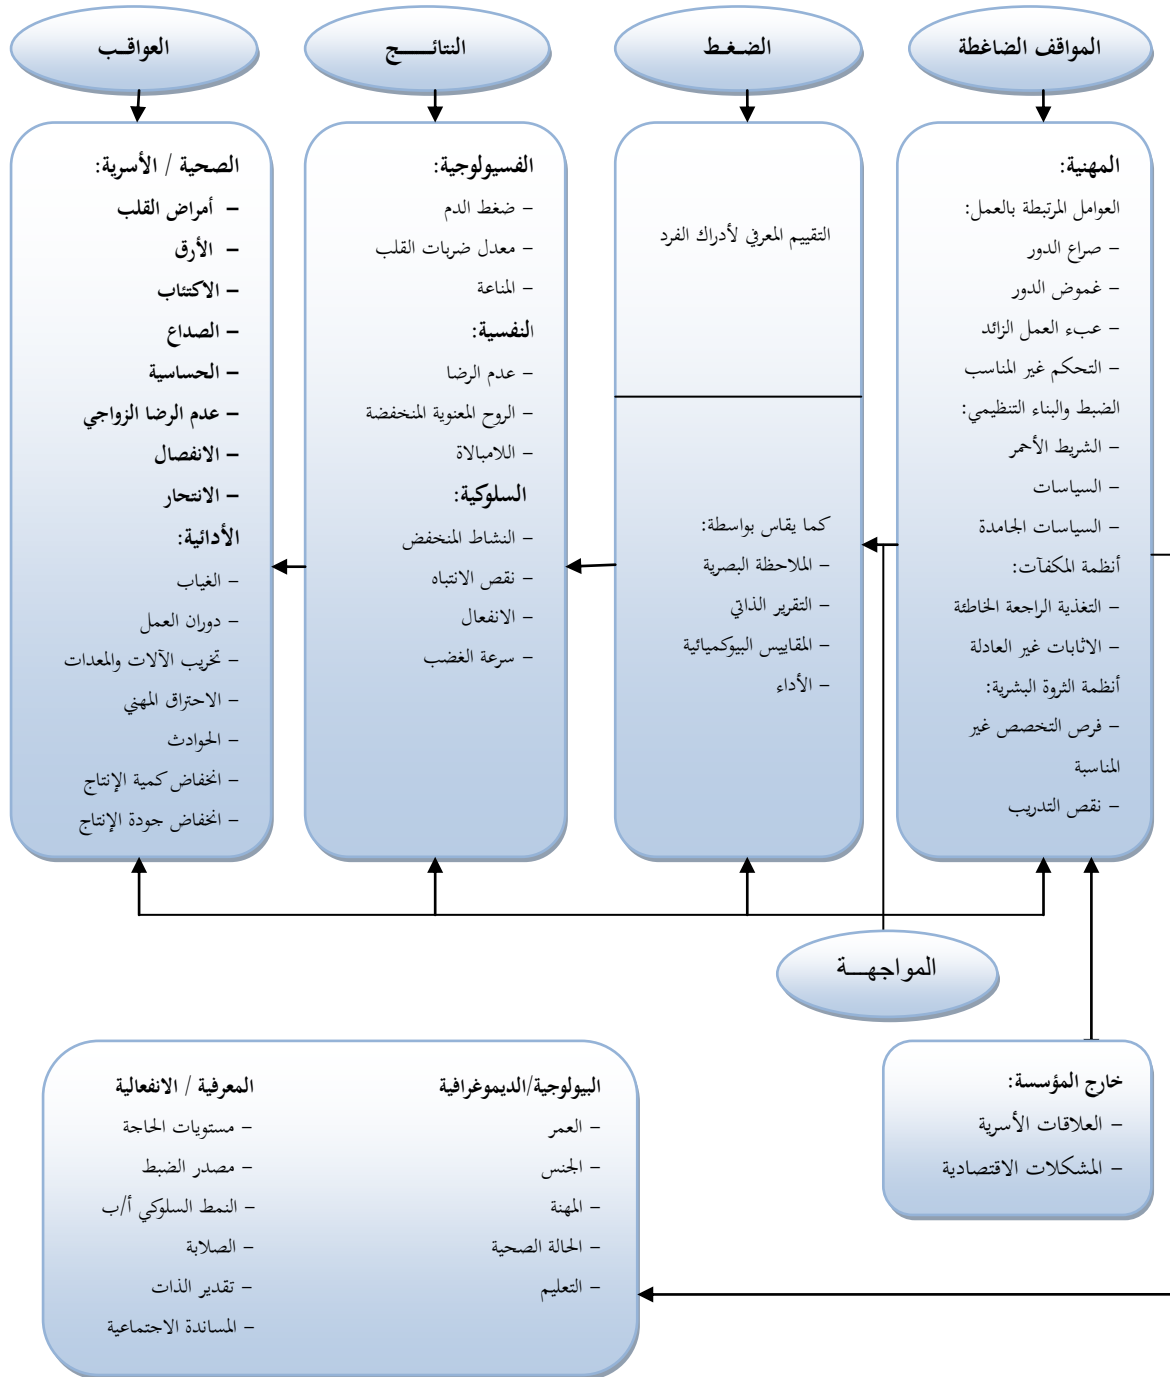 المواقف الضاغطة
المهنية:
العوامل المرتبطة بالعمل:
– صراع الدور
– غموض الدور
– عبء العمل الزائد
– التحكم غير المناسب
الضبط والبناء التنظيمي:
– الشريط الأحمر
– السياسات
– السياسات الجامدة
أنظمة المكفآت:
– التغذية الراجعة الخاطئة
– الاثابات غير العادلة
أنظمة الثروة البشرية:
– فرص التخصص غير
المناسبة
– نقص التدريب
الضـغـط
التقييم المعرفي لأدراك الفرد
كما يقاس بواسطة:
– الملاحظة البصرية
– التقرير الذاتي
– المقاييس البيوكميائية
– الأداء
النتائــــــج
الفسيولوجية:
– ضغط الدم
– معدل ضربات القلب
– المناعة
النفسية:
– عدم الرضا
– الروح المعنوية المنخفضة
– اللامبالاة
السلوكية:
– النشاط المنخفض
– نقص الانتباه
– الانفعال
– سرعة الغضب
العواقــب
الصحية / الأسرية:
– أمراض القلب
– الأرق
– الاكتئاب
– الصداع
– الحساسية
– عدم الرضا الزواجي
– الانفصال
– الانتحار
الأدائية:
– الغياب
– دوران العمل
– تخريب الآلات والمعدات
– الاحتراق المهني
– الحوادث
– انخفاض كمية الإنتاج
– انخفاض جودة الإنتاج
المواجهـــة
خارج المؤسسة:
– العلاقات الأسرية
– المشكلات الاقتصادية
البيولوجية/الديموغرافية
– العمر
– الجنس
– المهنة
– الحالة الصحية
– التعليم
المعرفية / الانفعالية
– مستويات الحاجة
– مصدر الضبط
– النمط السلوكي أ/ب
– الصلابة
– تقدير الذات
– المساندة الاجتماعية